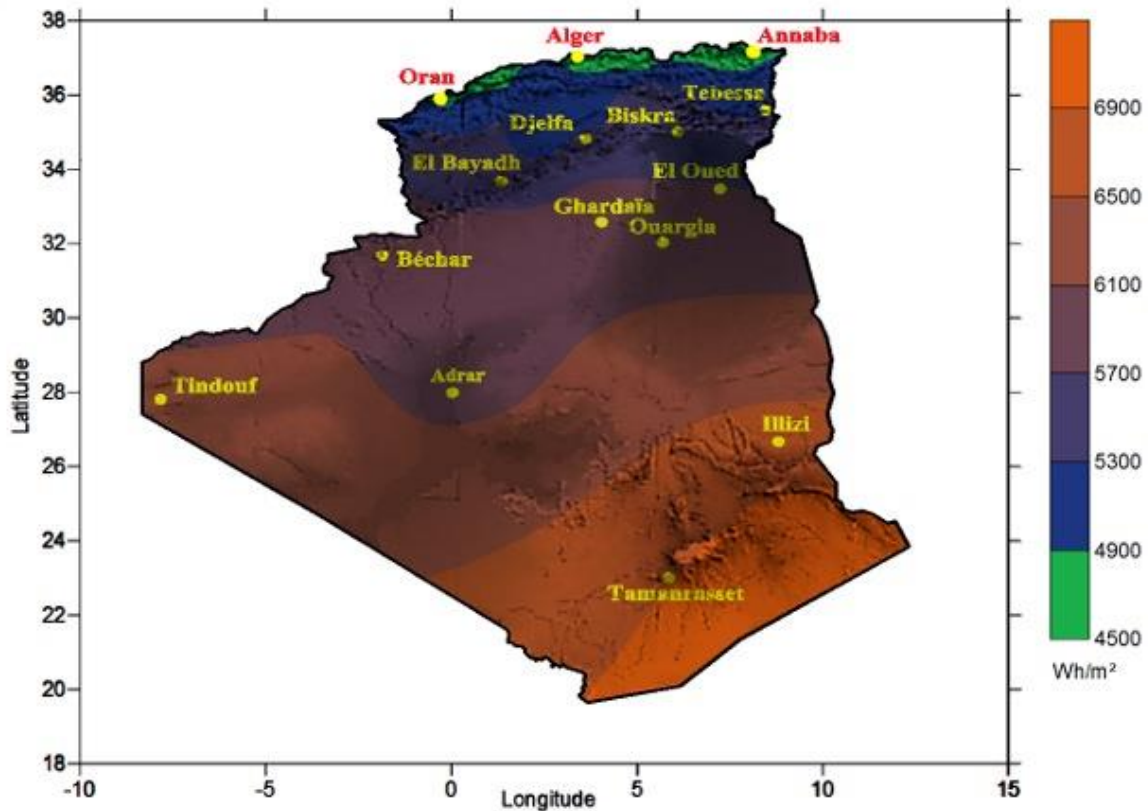 38
36
34
32
30
28
26
24
22
20
18
Latitude
-10
-5
0
5
10
15
Longitude
Alger
Annaba
Oran
Tebessa
Biskra
Djelfa
El Bayadh
El Oued
Ghardaïa
Ouargla
Béchar
Adrar
Tindouf
Illizi
Tamanrasset
6900
6500
6100
5700
5300
4900
4500
Wh/m²